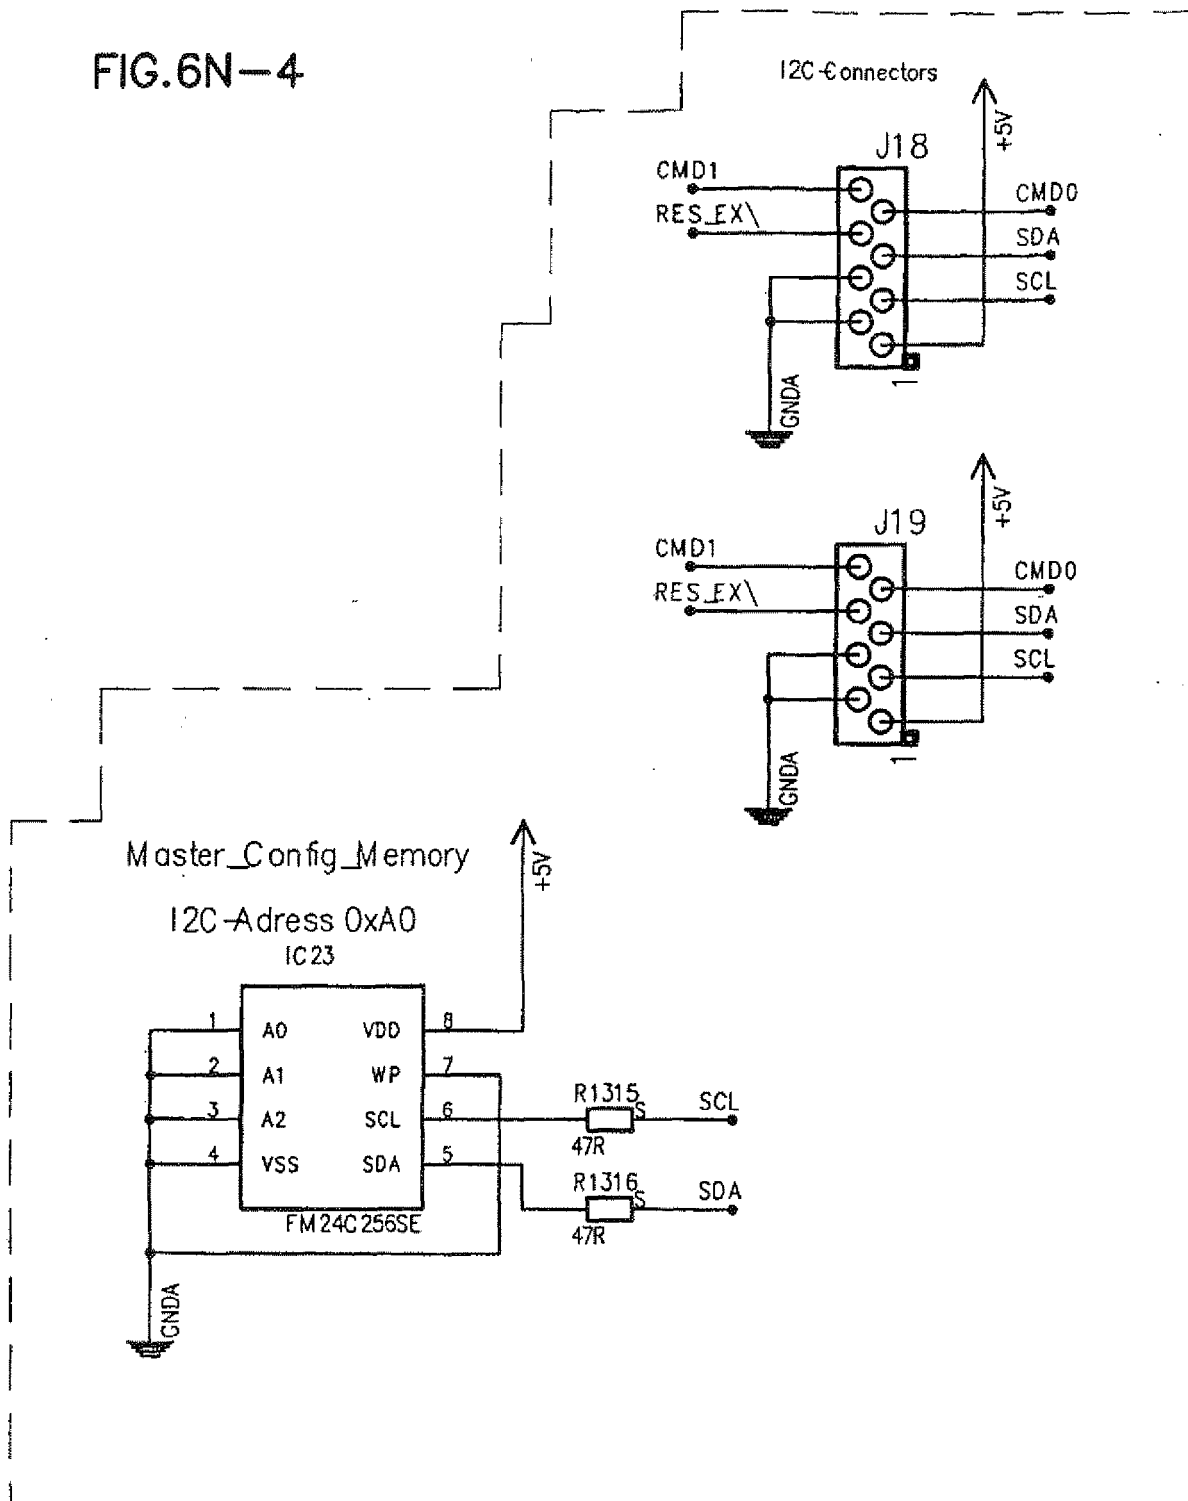 FIG.6N-4
I2C-Connectors
+5V
J18
CMD1
CMD0
RES_EX\
SDA
SCL
1
GNDA
+5V
J19
CMD1
CMD0
RES_EX\
SDA
SCL
1
GNDA
Master_Config_Memory
+5V
I2C-Adress 0xA0
IC23
1 A0 VDD 8
2 A1 WP 7
3 A2 SCL 6
4 VSS SDA 5
R1315 S SCL
47R
R1316 S SDA
47R
FM24C256SE
GNDA